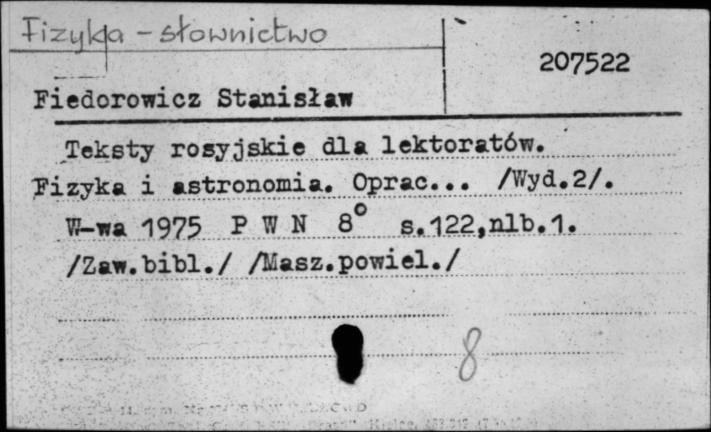 Fizyka - słownictwo
207522
Fiedorowicz Stanisław
Teksty rosyjskie dla lektoratów.
Fizyka i astronomia. Oprac... /Wyd.2/.
W-wa 1975 P W N 8° s.122,nlb.1.
/Zaw.bibl./ /Masz.powiel./
8